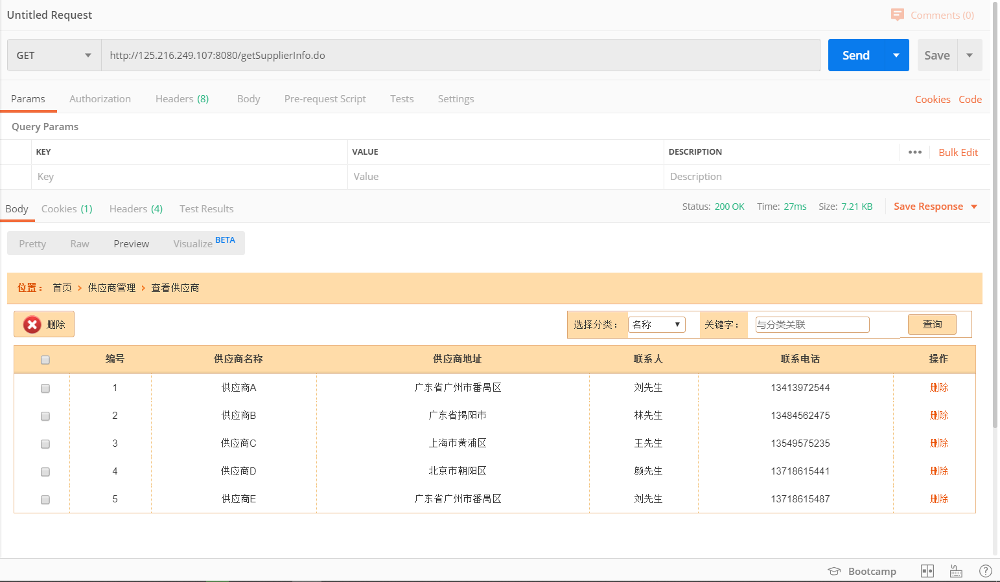 Untitled Request
Comments (0)
GET
http://125.216.249.107:8080/getSupplierInfo.do
Send
Save
Params Authorization Headers (8) Body Pre-request Script Tests Settings
Cookies Code
Query Params
KEY VALUE DESCRIPTION
Bulk Edit
Key Value Description
Body Cookies (1) Headers (4) Test Results
Status: 200 OK Time: 27ms Size: 7.21 KB
Save Response
Pretty Raw Preview Visualize BETA
位置： 首页 供应商管理 查看供应商
删除
选择分类： 名称 关键字： 与分类关联 查询
编号 供应商名称 供应商地址 联系人 联系电话 操作
1 供应商A 广东省广州市番禺区 刘先生 13413972544 删除
2 供应商B 广东省揭阳市 林先生 13484562475 删除
3 供应商C 上海市黄浦区 王先生 13549575235 删除
4 供应商D 北京市朝阳区 颜先生 13718615441 删除
5 供应商E 广东省广州市番禺区 刘先生 13718615487 删除
Bootcamp